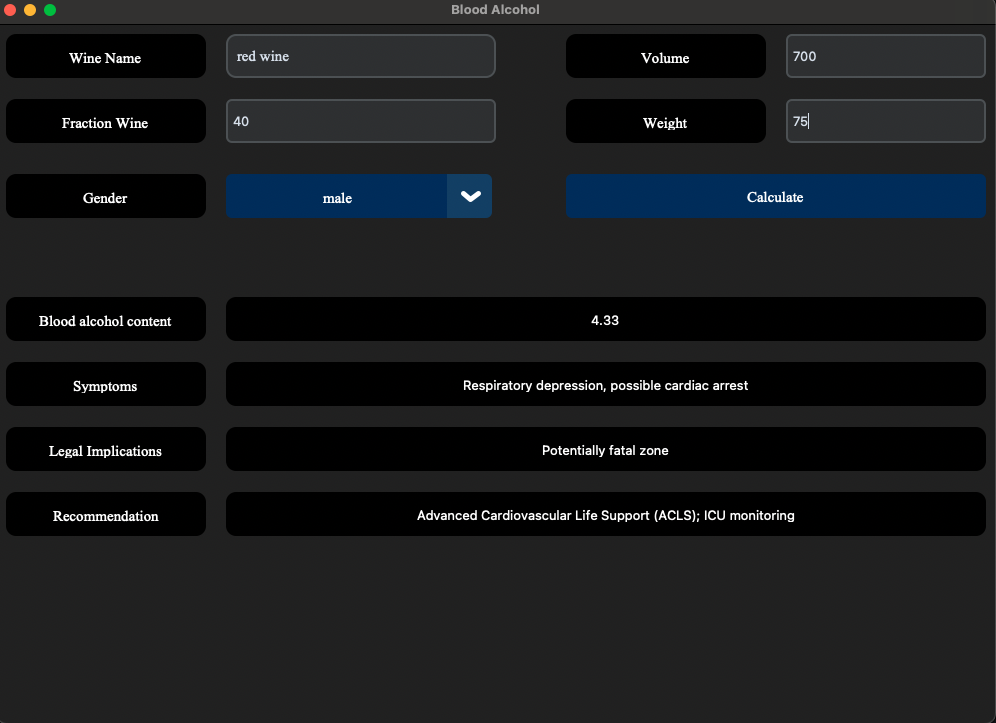 Blood Alcohol
Wine Name
red wine
Volume
700
Fraction Wine
40
Weight
75
Gender
male
Calculate
Blood alcohol content
4.33
Symptoms
Respiratory depression, possible cardiac arrest
Legal Implications
Potentially fatal zone
Recommendation
Advanced Cardiovascular Life Support (ACLS); ICU monitoring